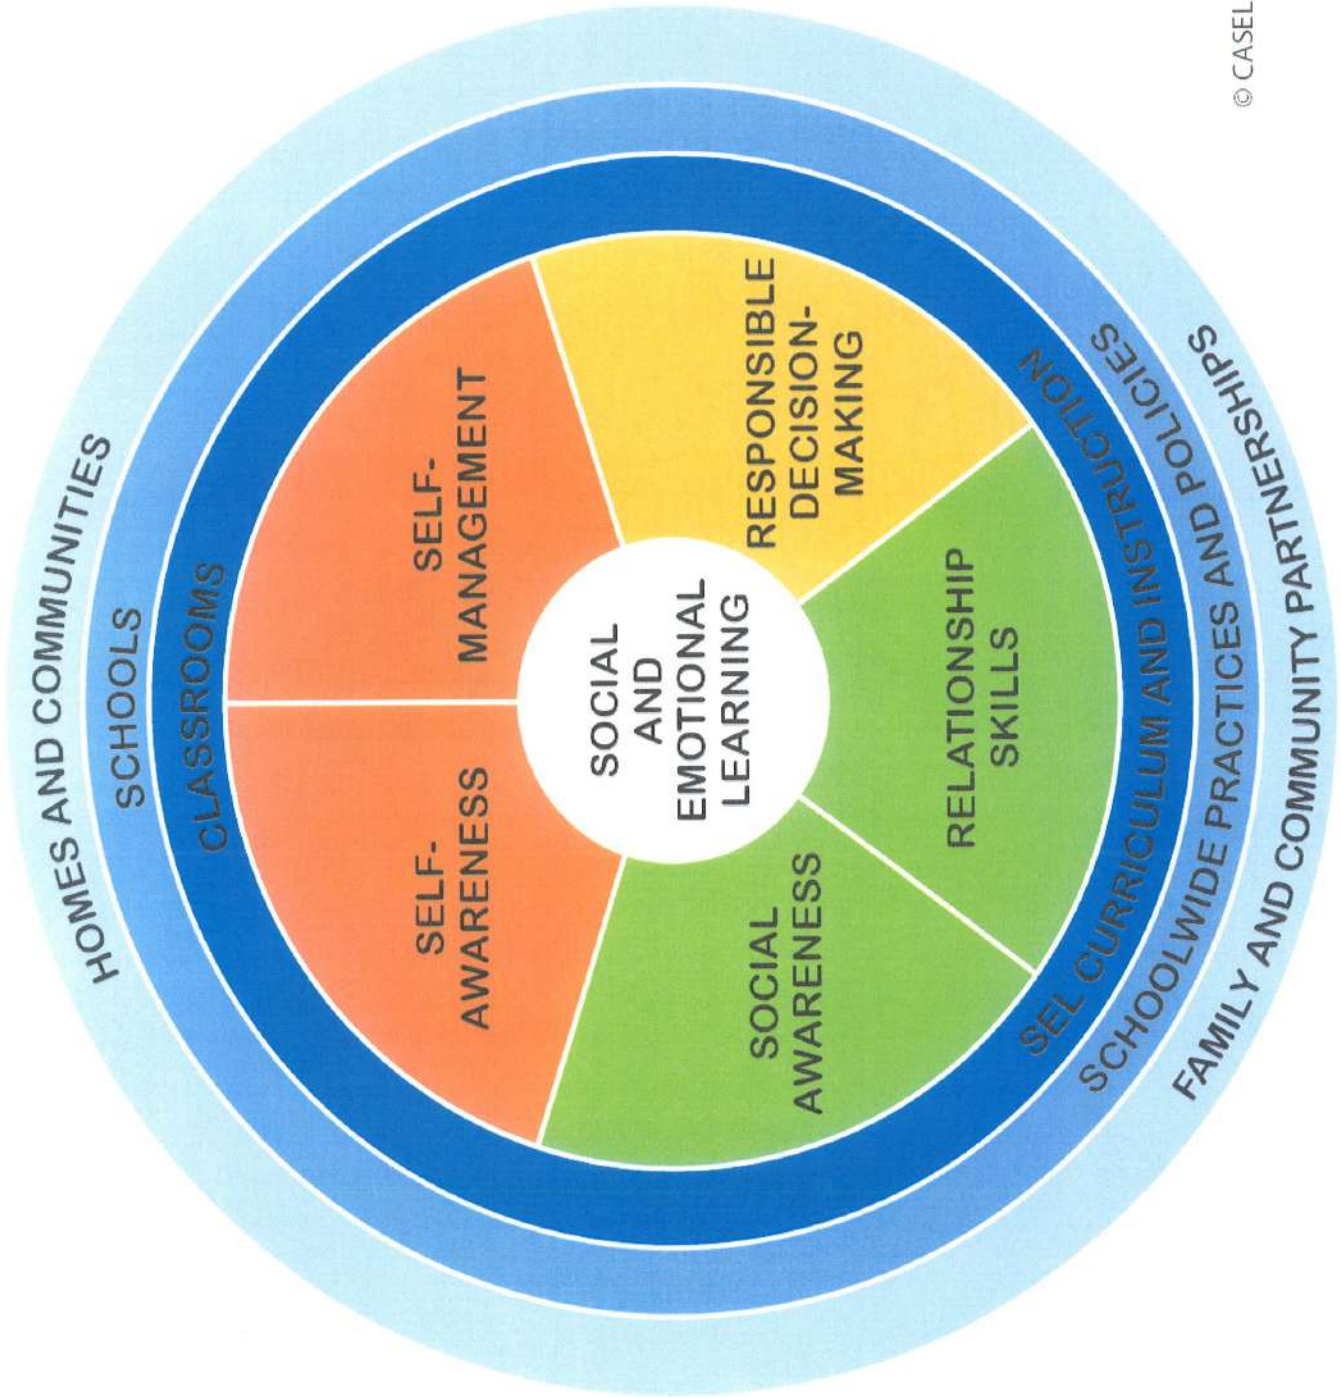 HOMES AND COMMUNITIES
SCHOOLS
CLASSROOMS
SELF-
AWARENESS
SELF-
MANAGEMENT
SOCIAL
AWARENESS
SOCIAL
AND
EMOTIONAL
LEARNING
RESPONSIBLE
DECISION-
MAKING
RELATIONSHIP
SKILLS
SEL CURRICULUM AND INSTRUCTION
SCHOOLWIDE PRACTICES AND POLICIES
FAMILY AND COMMUNITY PARTNERSHIPS
© CASEL